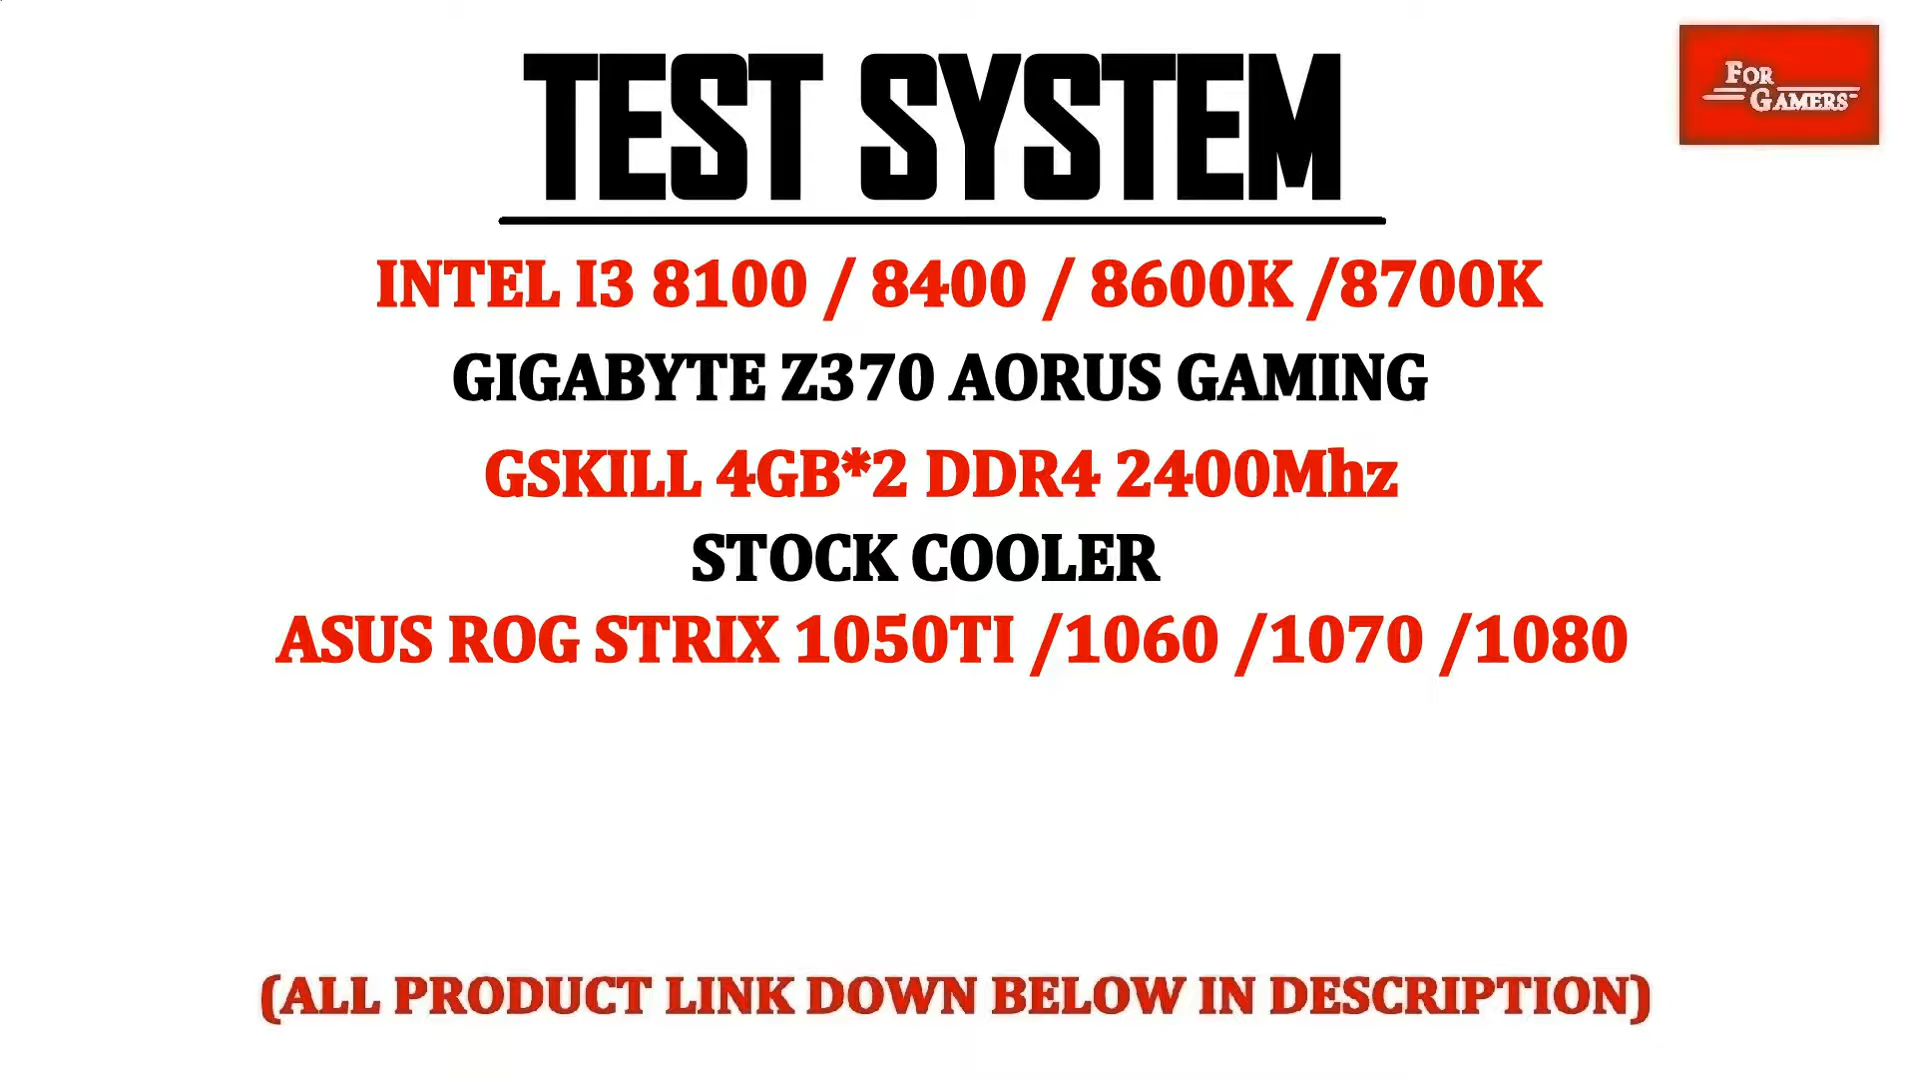 TEST SYSTEM
FOR
GAMERS
INTEL I3 8100 / 8400 / 8600K /8700K
GIGABYTE Z370 AORUS GAMING
GSKILL 4GB*2 DDR4 2400Mhz
STOCK COOLER
ASUS ROG STRIX 1050TI /1060 /1070 /1080
(ALL PRODUCT LINK DOWN BELOW IN DESCRIPTION)